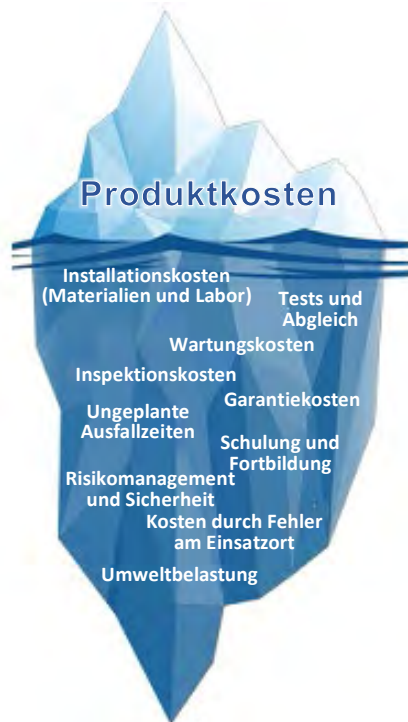 Produktkosten
Installationskosten
(Materialien und Labor)
Tests und
Abgleich
Wartungskosten
Inspektionskosten
Garantiekosten
Ungeplante
Ausfallzeiten
Schulung und
Fortbildung
Risikomanagement
und Sicherheit
Kosten durch Fehler
am Einsatzort
Umweltbelastung